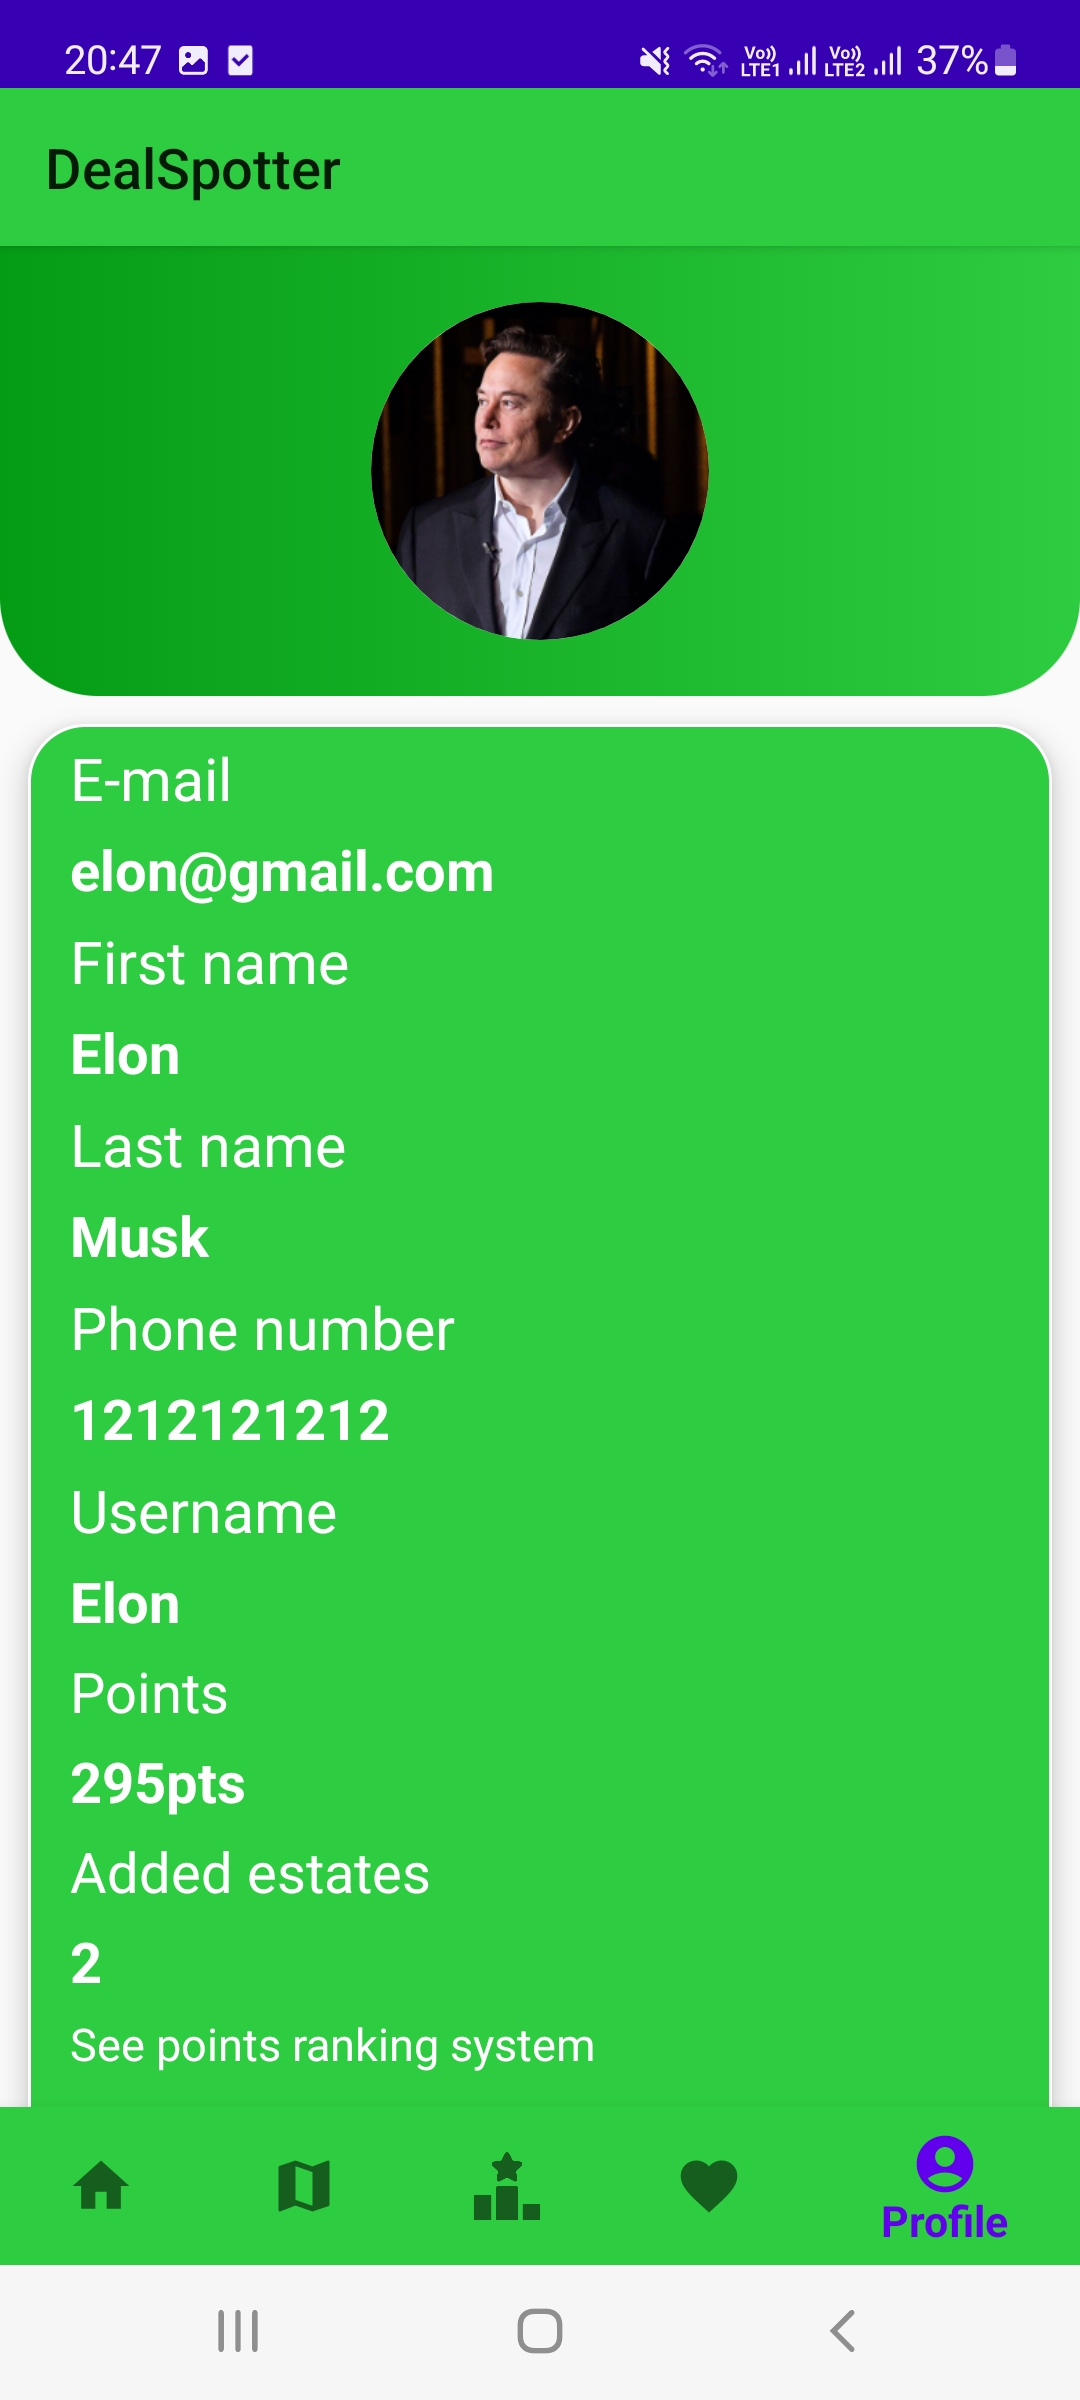 20:47 Vo)) LTE1 Vo)) LTE2 37%
DealSpotter
E-mail
elon@gmail.com
First name
Elon
Last name
Musk
Phone number
1212121212
Username
Elon
Points
295pts
Added estates
2
See points ranking system
Profile